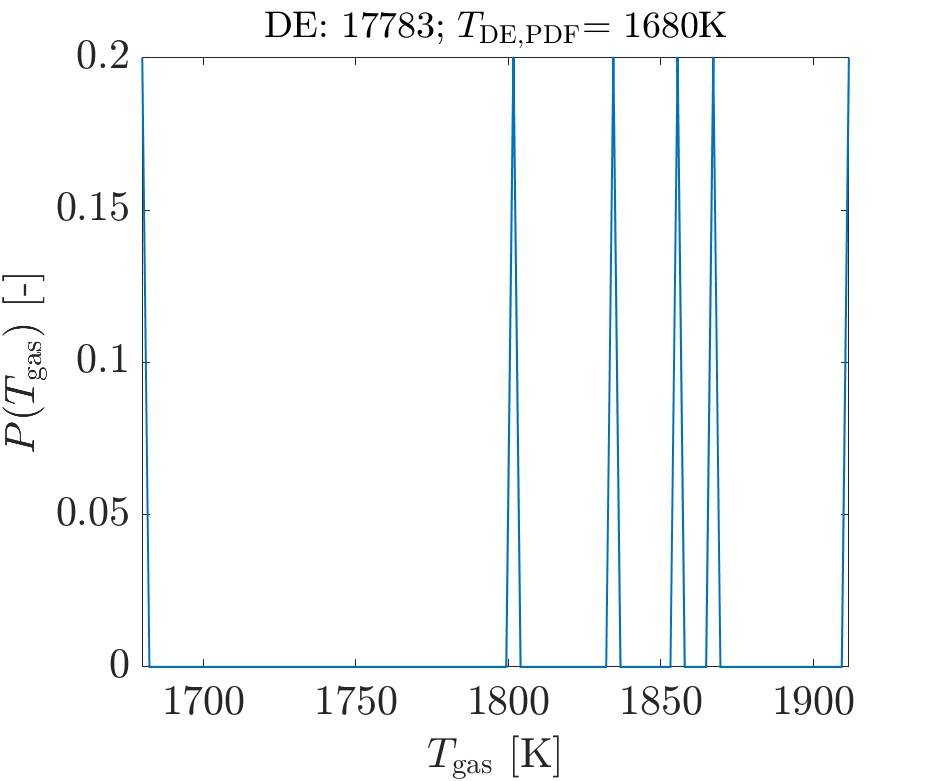 DE: 17783; T_DE,PDF= 1680K
0.2
0.15
0.1
0.05
0
P(T_gas) [-]
1700 1750 1800 1850 1900
T_gas [K]